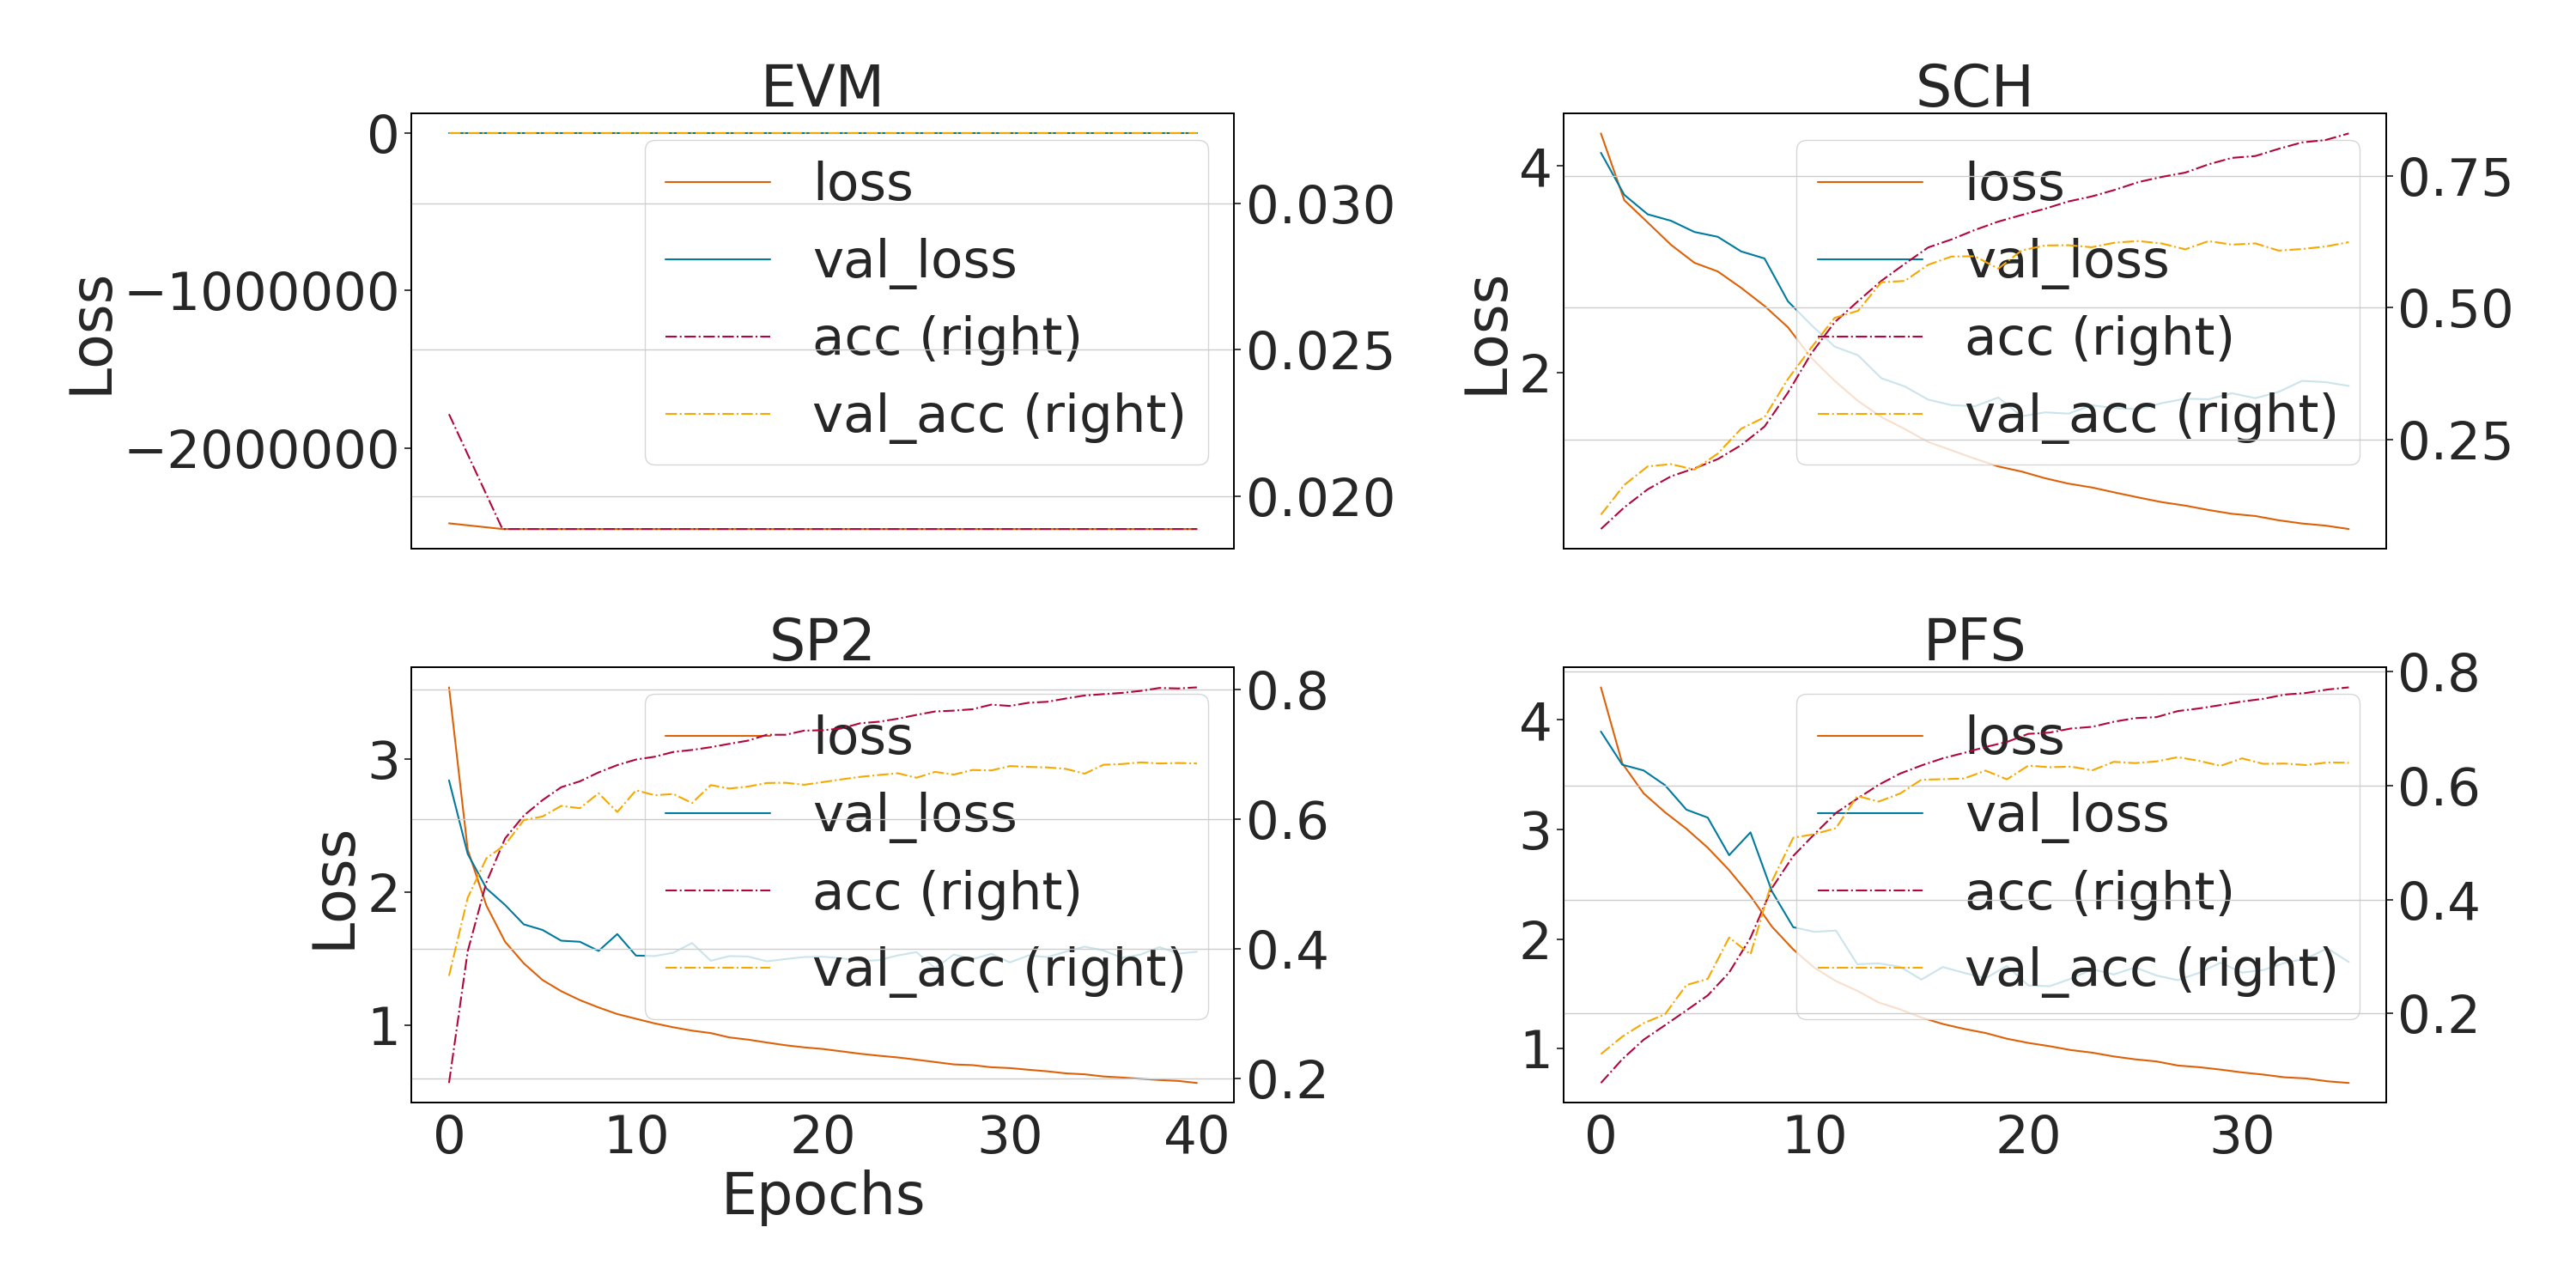 EVM
0
−1000000
−2000000
Loss
0.030
0.025
0.020
loss
val_loss
acc (right)
val_acc (right)
SCH
4
2
Loss
0.75
0.50
0.25
loss
val_loss
acc (right)
val_acc (right)
SP2
3
2
1
Loss
0.8
0.6
0.4
0.2
loss
val_loss
acc (right)
val_acc (right)
0 10 20 30 40
Epochs
PFS
4
3
2
1
0.8
0.6
0.4
0.2
loss
val_loss
acc (right)
val_acc (right)
0 10 20 30